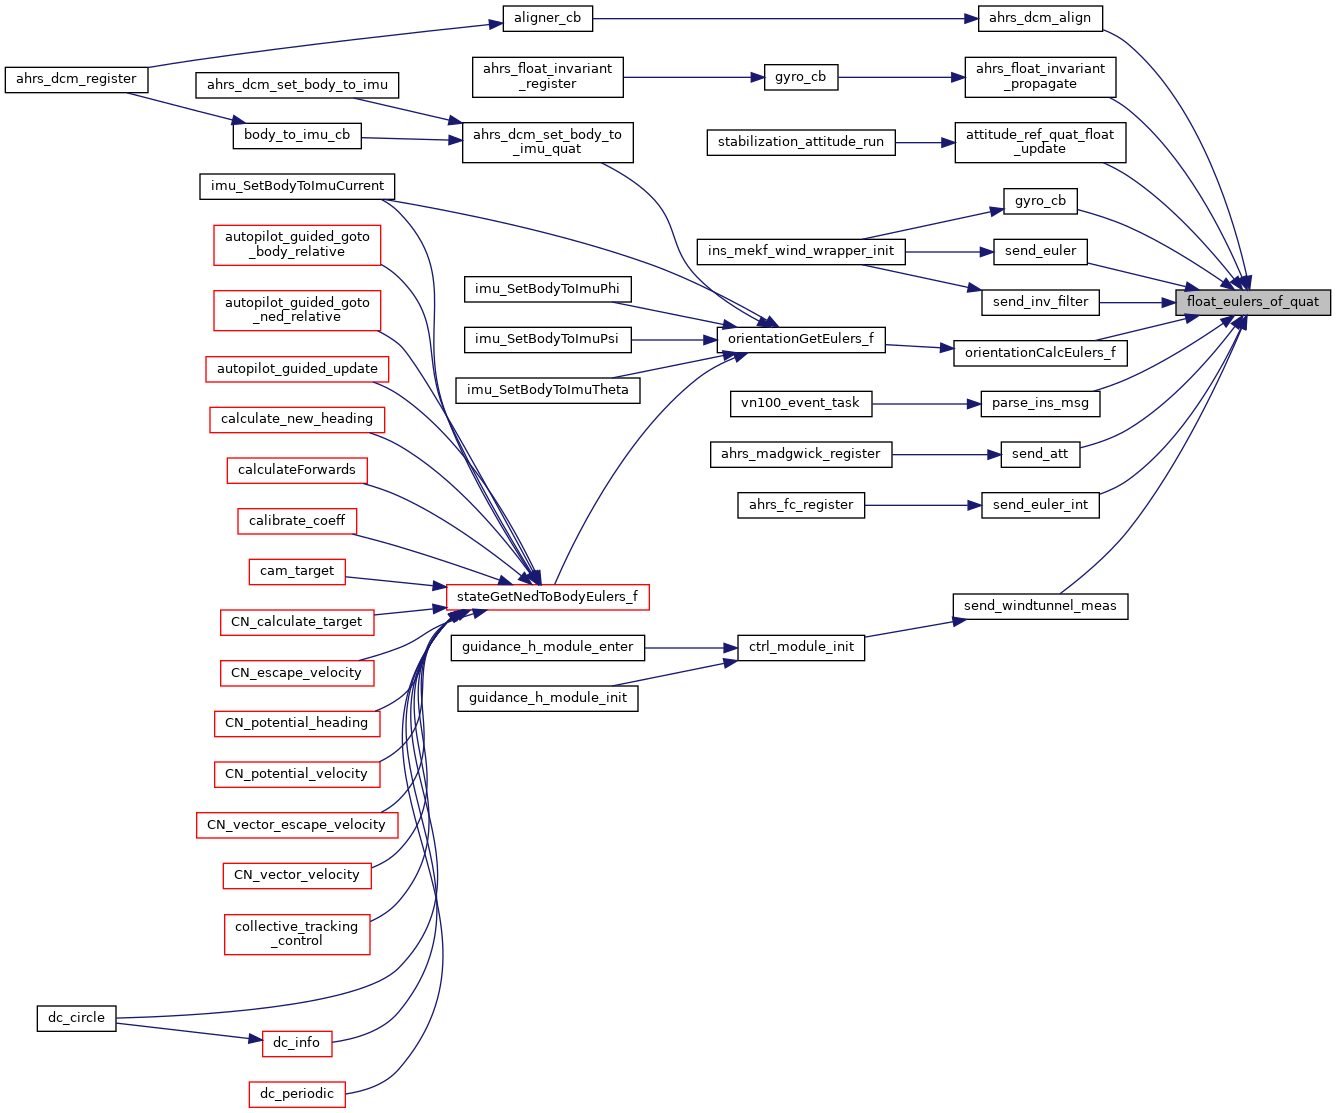 aligner_cb
ahrs_dcm_align
ahrs_dcm_register
ahrs_dcm_set_body_to_imu
ahrs_float_invariant
_register
gyro_cb
ahrs_float_invariant
_propagate
body_to_imu_cb
ahrs_dcm_set_body_to
_imu_quat
stabilization_attitude_run
attitude_ref_quat_float
_update
imu_SetBodyToImuCurrent
gyro_cb
autopilot_guided_goto
_body_relative
ins_mekf_wind_wrapper_init
send_euler
imu_SetBodyToImuPhi
send_inv_filter
float_eulers_of_quat
autopilot_guided_goto
_ned_relative
imu_SetBodyToImuPsi
orientationGetEulers_f
orientationCalcEulers_f
autopilot_guided_update
imu_SetBodyToImuTheta
vn100_event_task
parse_ins_msg
calculate_new_heading
ahrs_madgwick_register
send_att
calculateForwards
ahrs_fc_register
send_euler_int
calibrate_coeff
cam_target
stateGetNedToBodyEulers_f
send_windtunnel_meas
CN_calculate_target
guidance_h_module_enter
ctrl_module_init
CN_escape_velocity
guidance_h_module_init
CN_potential_heading
CN_potential_velocity
CN_vector_escape_velocity
CN_vector_velocity
collective_tracking
_control
dc_circle
dc_info
dc_periodic